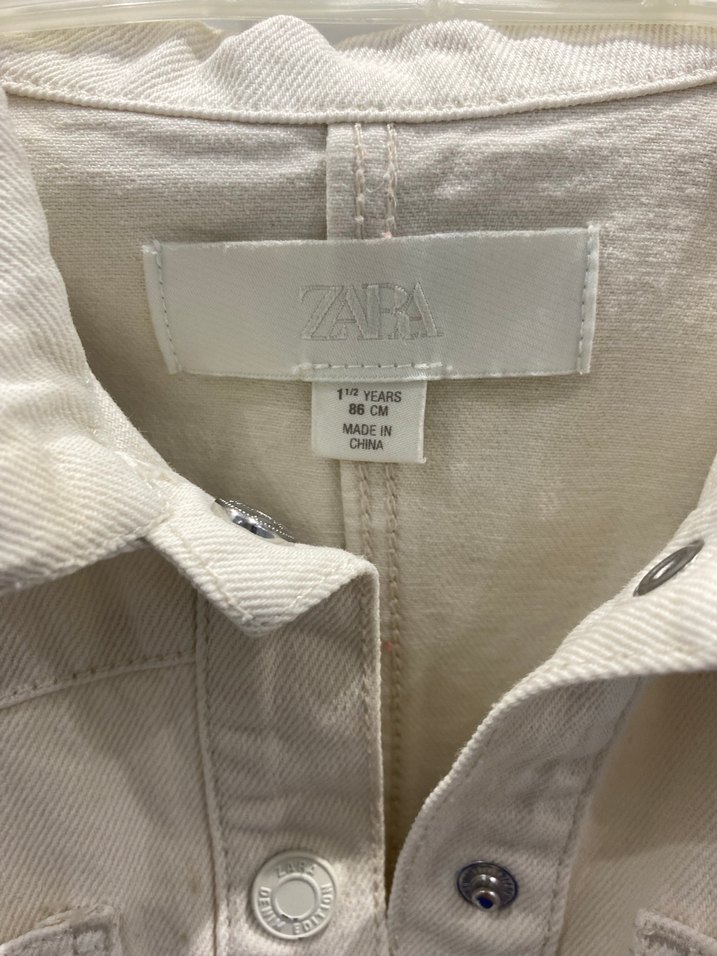 ZARA
1 1/2 YEARS
86 CM
MADE IN
CHINA
ZARA
DENIM EDITION